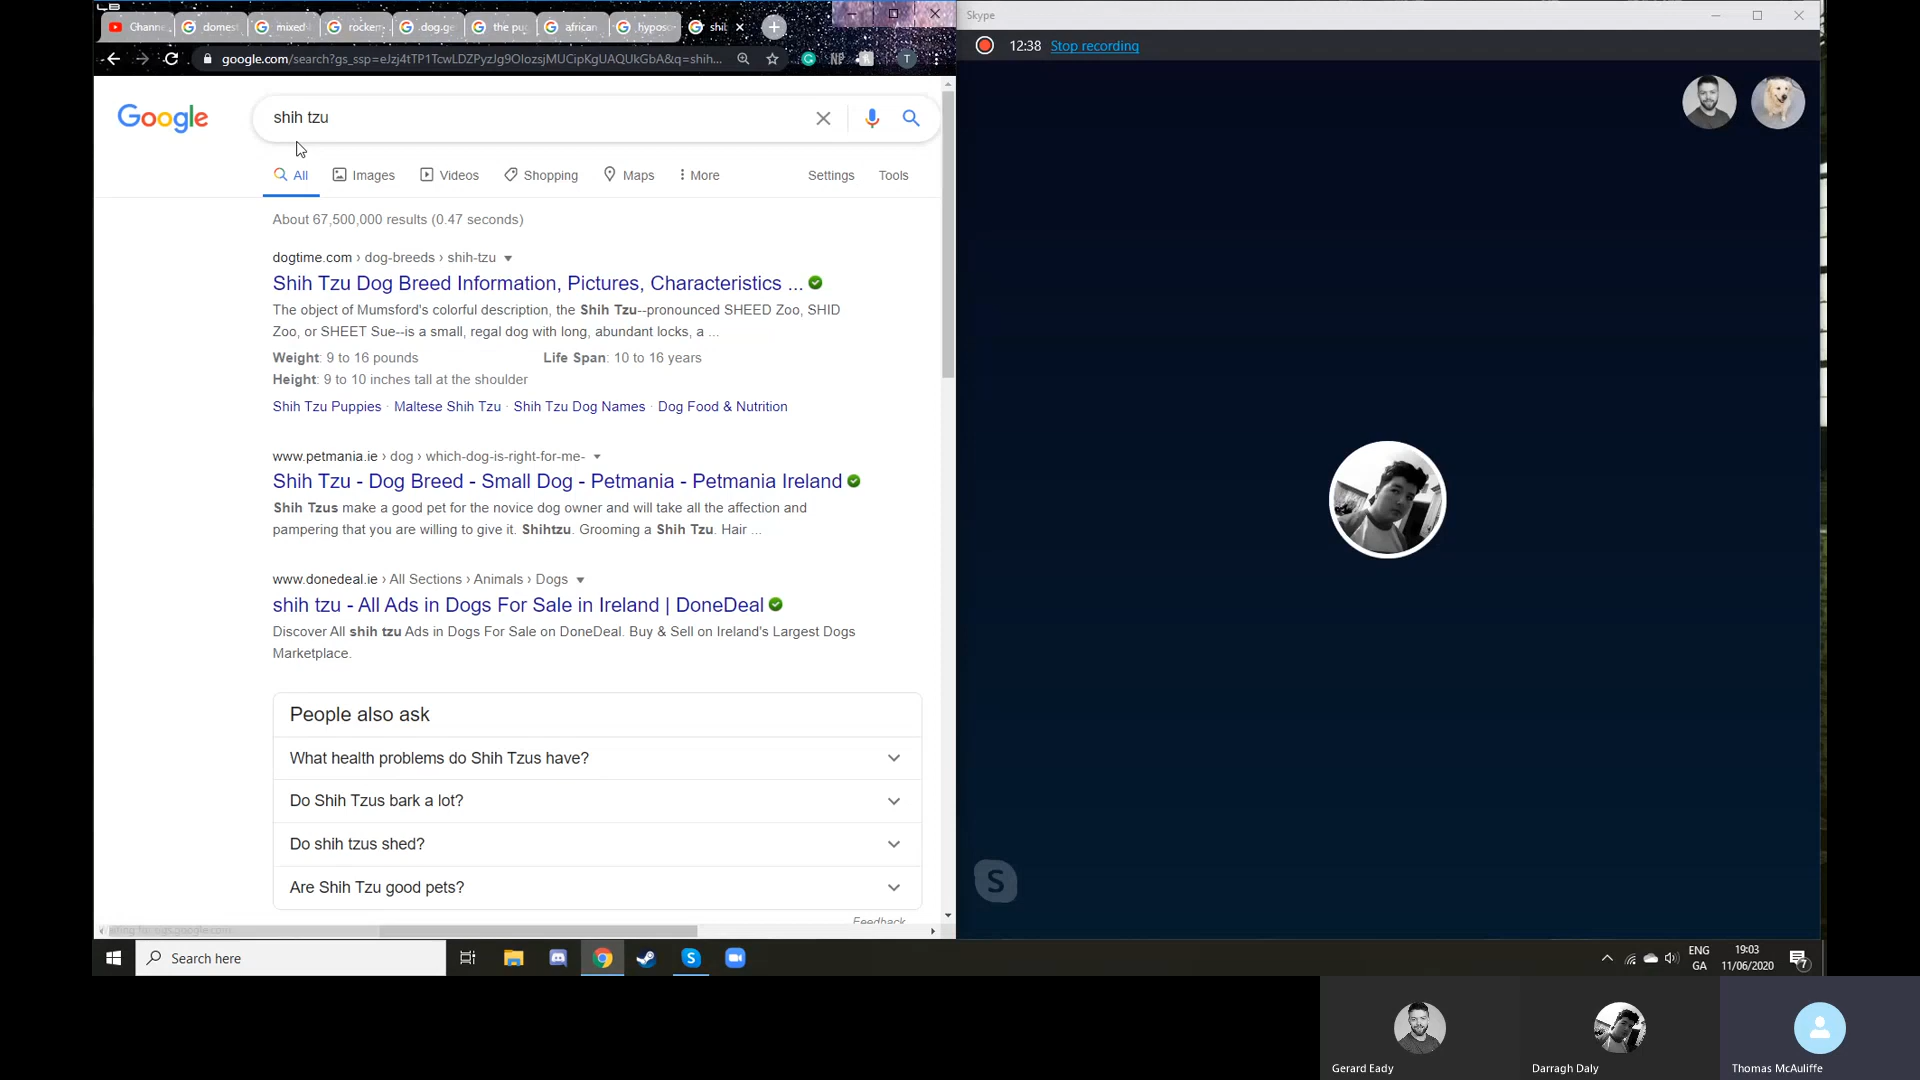 Chann
domes
mixed
rocker
dog.ge
the pu
african
hypos
shi
Skype
google.com/search?gs_ssp=eJzj4tTP1TcwLDZPyzJg9OIozsjMUCipKgUAQUkGbA&q=shih...
T
12:38 Stop recording
Google
shih tzu
All
Images
Videos
Shopping
Maps
More
Settings
Tools
About 67,500,000 results (0.47 seconds)
dogtime.com › dog-breeds › shih-tzu
Shih Tzu Dog Breed Information, Pictures, Characteristics ...
The object of Mumsford's colorful description, the Shih Tzu--pronounced SHEED Zoo, SHID
Zoo, or SHEET Sue--is a small, regal dog with long, abundant locks, a ...
Weight: 9 to 16 pounds
Life Span: 10 to 16 years
Height: 9 to 10 inches tall at the shoulder
Shih Tzu Puppies · Maltese Shih Tzu · Shih Tzu Dog Names · Dog Food & Nutrition
www.petmania.ie › dog › which-dog-is-right-for-me-
Shih Tzu - Dog Breed - Small Dog - Petmania - Petmania Ireland
Shih Tzus make a good pet for the novice dog owner and will take all the affection and
pampering that you are willing to give it. Shihtzu. Grooming a Shih Tzu. Hair ...
www.donedeal.ie › All Sections › Animals › Dogs
shih tzu - All Ads in Dogs For Sale in Ireland | DoneDeal
Discover All shih tzu Ads in Dogs For Sale on DoneDeal. Buy & Sell on Ireland's Largest Dogs
Marketplace.
People also ask
What health problems do Shih Tzus have?
Do Shih Tzus bark a lot?
Do shih tzus shed?
Are Shih Tzu good pets?
Feedback
S
Search here
ENG
GA
19:03
11/06/2020
7
Gerard Eady
Darragh Daly
Thomas McAuliffe